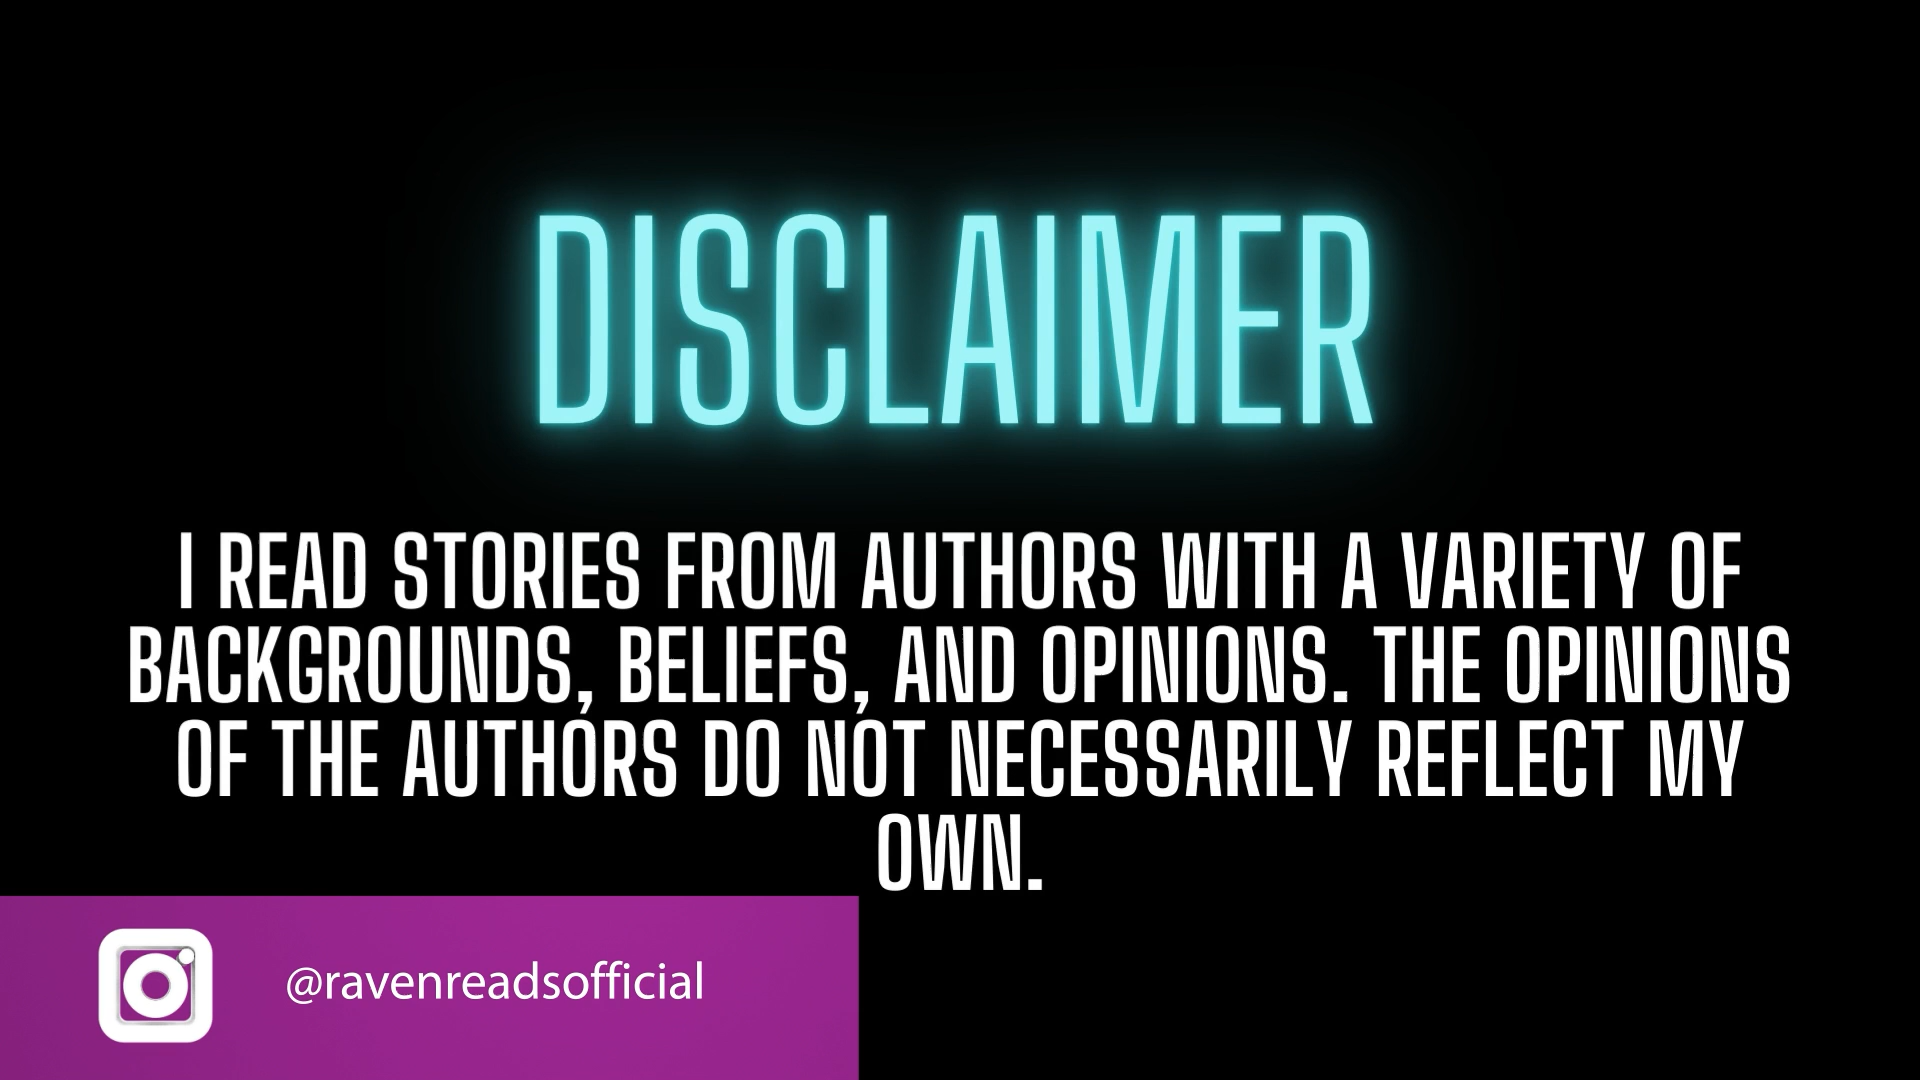 DISCLAIMER
I READ STORIES FROM AUTHORS WITH A VARIETY OF
BACKGROUNDS, BELIEFS, AND OPINIONS. THE OPINIONS
OF THE AUTHORS DO NOT NECESSARILY REFLECT MY
OWN.
@ravenreadsofficial